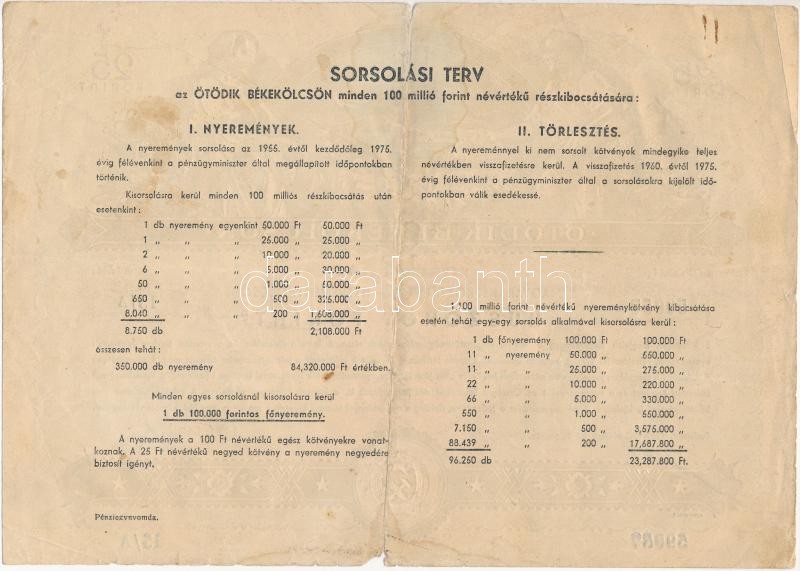 SORSOLÁSI TERV
az ÖTÖDIK BÉKEKÖLCSÖN minden 100 millió forint névértékű részkibocsátására:
I. NYEREMÉNYEK.
A nyeremények sorsolása az 1955. évtől kezdődőleg 1975.
évig félévenkint a pénzügyminiszter által megállapított időpontokban
történik.
Kisorsolásra kerül minden 100 milliós részkibocsátás után
esetenkint:
1 db nyeremény egyenkint 50.000 Ft 50.000 Ft
1 „ „ „ 25.000 „ 25.000 „
2 „ „ „ 10.000 „ 20.000 „
6 „ „ „ 5.000 „ 30.000 „
50 „ „ „ 1.000 „ 50.000 „
650 „ „ „ 500 „ 325.000 „
8.040 „ „ „ 200 „ 1,608.000 „
8.750 db 2,108.000 Ft
összesen tehát:
350.000 db nyeremény 84,320.000 Ft értékben.
Minden egyes sorsolásnál kisorsolásra kerül
1 db 100.000 forintos főnyeremény.
A nyeremények a 100 Ft névértékű egész kötvényekre vonat-
koznak. A 25 Ft névértékű negyed kötvény a nyeremény negyedére
biztosít igényt.
Pénzjegynyomda.
II. TÖRLESZTÉS.
A nyereménnyel ki nem sorsolt kötvények mindegyike teljes
névértékben visszafizetésre kerül. A visszafizetés 1960. évtől 1975.
évig félévenkint a pénzügyminiszter által a sorsolásokra kijelölt idő-
pontokban válik esedékessé.
1.100 millió forint névértékű nyereménykötvény kibocsátása
esetén tehát egy-egy sorsolás alkalmával kisorsolásra kerül:
1 db főnyeremény 100.000 Ft 100.000 Ft
11 „ nyeremény 50.000 „ 550.000 „
11 „ „ 25.000 „ 275.000 „
22 „ „ 10.000 „ 220.000 „
66 „ „ 5.000 „ 330.000 „
550 „ „ 1.000 „ 550.000 „
7.150 „ „ 500 „ 3,575.000 „
88.439 „ „ 200 „ 17,687.800 „
96.250 db 23,287.800 Ft.
darabanth